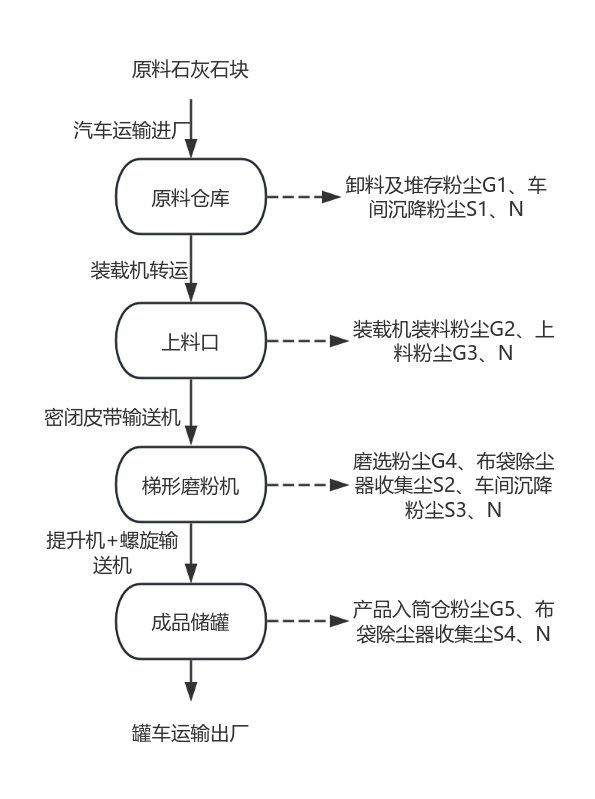 原料石灰石块
汽车运输进厂
原料仓库
卸料及堆存粉尘G1、车
间沉降粉尘S1、N
装载机转运
上料口
装载机装料粉尘G2、上
料粉尘G3、N
密闭皮带输送机
梯形磨粉机
磨选粉尘G4、布袋除尘
器收集尘S2、车间沉降
粉尘S3、N
提升机+螺旋输
送机
成品储罐
产品入筒仓粉尘G5、布
袋除尘器收集尘S4、N
罐车运输出厂